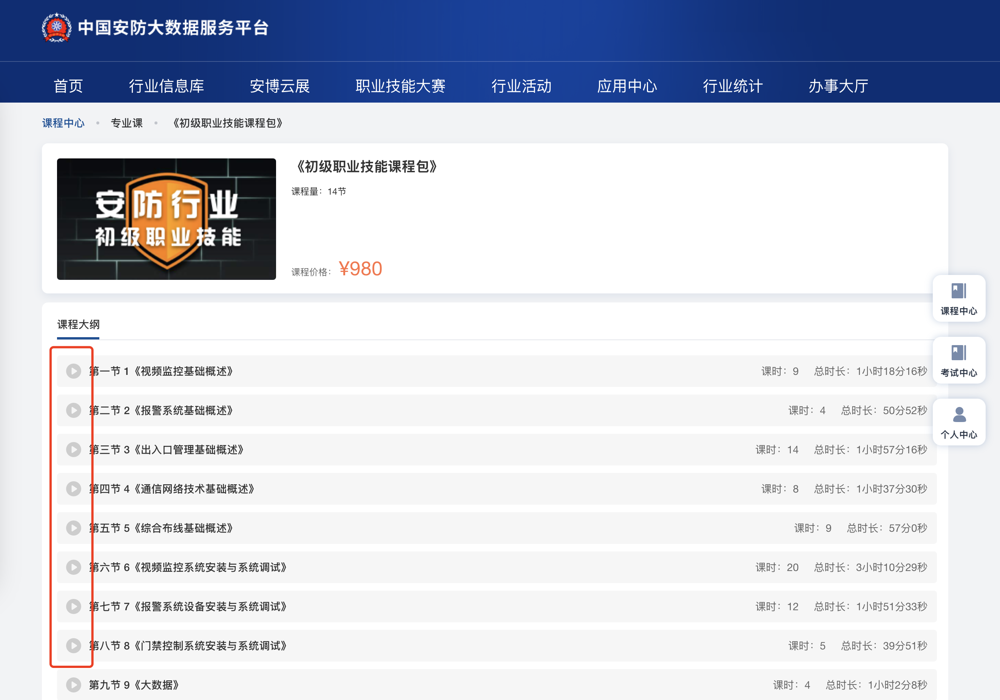 中国安防大数据服务平台
首页 行业信息库 安博云展 职业技能大赛 行业活动 应用中心 行业统计 办事大厅
课程中心 • 专业课 • 《初级职业技能课程包》
安防行业
初级职业技能
《初级职业技能课程包》
课程量：14节
课程价格：¥980
课程中心
考试中心
个人中心
课程大纲
第一节 1《视频监控基础概述》 课时：9 总时长：1小时18分16秒
第二节 2《报警系统基础概述》 课时：4 总时长：50分52秒
第三节 3《出入口管理基础概述》 课时：14 总时长：1小时57分16秒
第四节 4《通信网络技术基础概述》 课时：8 总时长：1小时37分30秒
第五节 5《综合布线基础概述》 课时：9 总时长：57分0秒
第六节 6《视频监控系统安装与系统调试》 课时：20 总时长：3小时10分29秒
第七节 7《报警系统设备安装与系统调试》 课时：12 总时长：1小时51分33秒
第八节 8《门禁控制系统安装与系统调试》 课时：5 总时长：39分51秒
第九节 9《大数据》 课时：4 总时长：1小时2分8秒